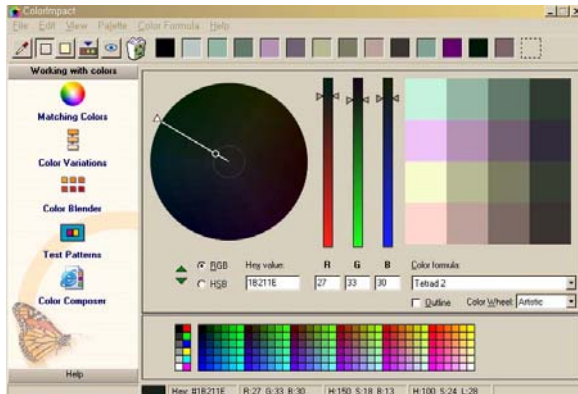 ColorImpact
File Edit View Palette Color Formula Help
Working with colors
Matching Colors
Color Variations
Color Blender
Test Patterns
Color Composer
Help
RGB
HSB
Hex value:
1B211E
R G B
27 33 30
Color formula:
Tetrad 2
Outline Color Wheel: Artistic
Hex: #1B211E R:27 G:33 B:30 H:150 S:18 B:13 H:100 S:24 L:28